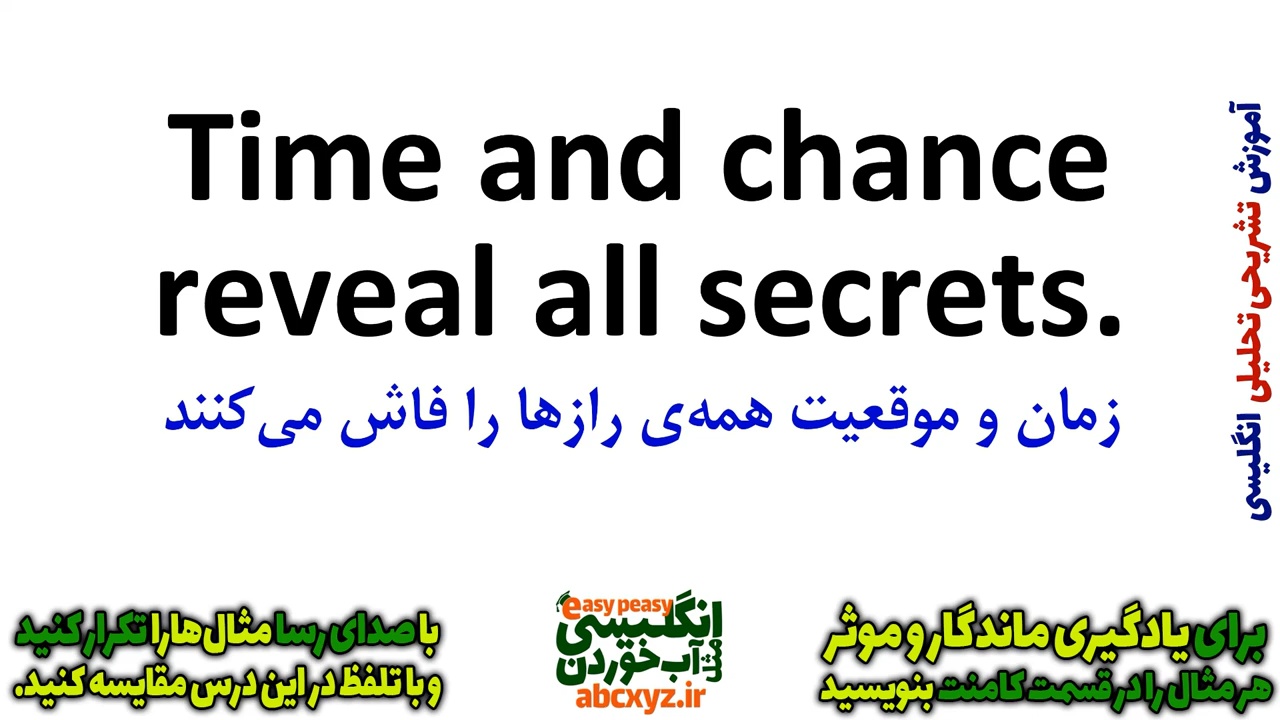 Time and chance
reveal all secrets.
زمان و موقعیت همه‌ی رازها را فاش می‌کنند
آموزش تشریحی تحلیلی انگلیسی
برای یادگیری ماندگار و موثر
هر مثال را در قسمت کامنت بنویسید
easy peasy
انگلیسی
مثل آب خوردن
abcxyz.ir
با صدای رسا مثال‌ها را تکرار کنید
و با تلفظ در این درس مقایسه کنید.